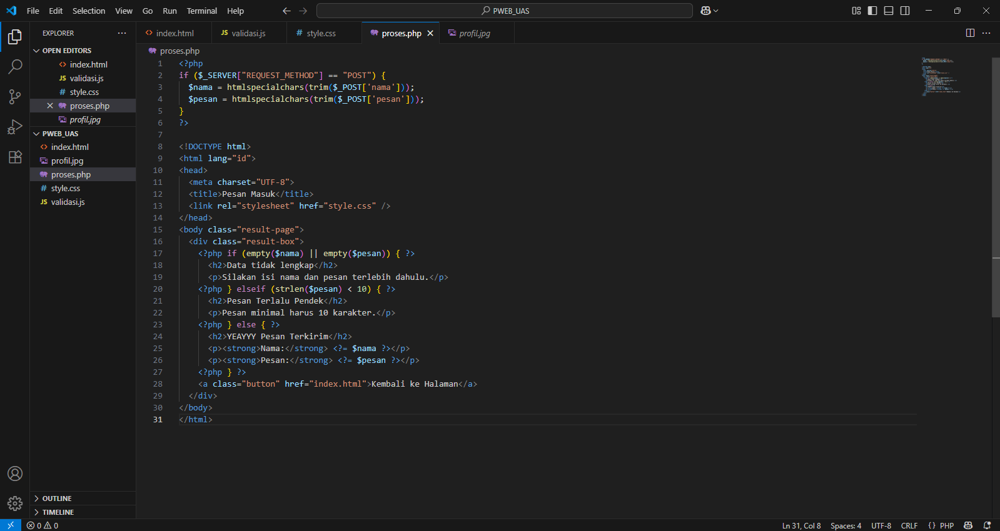 File Edit Selection View Go Run Terminal Help
PWEB_UAS
EXPLORER
OPEN EDITORS
index.html
validasi.js
style.css
proses.php
profil.jpg
PWEB_UAS
index.html
profil.jpg
proses.php
style.css
validasi.js
OUTLINE
TIMELINE
index.html JS validasi.js # style.css proses.php profil.jpg
proses.php
1 <?php
2 if ($_SERVER["REQUEST_METHOD"] == "POST") {
3 $nama = htmlspecialchars(trim($_POST['nama']));
4 $pesan = htmlspecialchars(trim($_POST['pesan']));
5 }
6 ?>
7
8 <!DOCTYPE html>
9 <html lang="id">
10 <head>
11 <meta charset="UTF-8">
12 <title>Pesan Masuk</title>
13 <link rel="stylesheet" href="style.css" />
14 </head>
15 <body class="result-page">
16 <div class="result-box">
17 <?php if (empty($nama) || empty($pesan)) { ?>
18 <h2>Data tidak lengkap</h2>
19 <p>Silakan isi nama dan pesan terlebih dahulu.</p>
20 <?php } elseif (strlen($pesan) < 10) { ?>
21 <h2>Pesan Terlalu Pendek</h2>
22 <p>Pesan minimal harus 10 karakter.</p>
23 <?php } else { ?>
24 <h2>YEAYYY Pesan Terkirim</h2>
25 <p><strong>Nama:</strong> <?= $nama ?></p>
26 <p><strong>Pesan:</strong> <?= $pesan ?></p>
27 <?php } ?>
28 <a class="button" href="index.html">Kembali ke Halaman</a>
29 </div>
30 </body>
31 </html>
0 0 Ln 31, Col 8 Spaces: 4 UTF-8 CRLF {} PHP